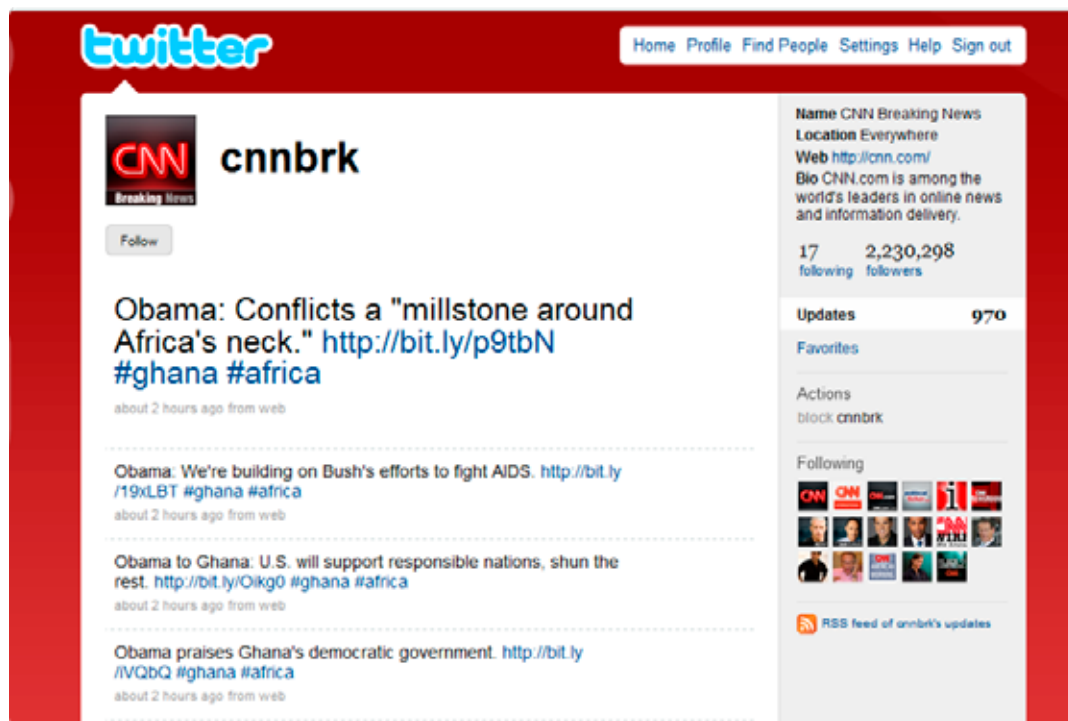 twitter
Home Profile Find People Settings Help Sign out
CNN
Breaking News
cnnbrk
Follow
Obama: Conflicts a "millstone around
Africa's neck." http://bit.ly/p9tbN
#ghana #africa
about 2 hours ago from web
Obama: We're building on Bush's efforts to fight AIDS. http://bit.ly
/19xLBT #ghana #africa
about 2 hours ago from web
Obama to Ghana: U.S. will support responsible nations, shun the
rest. http://bit.ly/Oikg0 #ghana #africa
about 2 hours ago from web
Obama praises Ghana's democratic government. http://bit.ly
/iVQbQ #ghana #africa
about 2 hours ago from web
Name CNN Breaking News
Location Everywhere
Web http://cnn.com/
Bio CNN.com is among the
world's leaders in online news
and information delivery.
17 2,230,298
following followers
Updates 970
Favorites
Actions
block cnnbrk
Following
CNN CNN
RSS feed of cnnbrk's updates